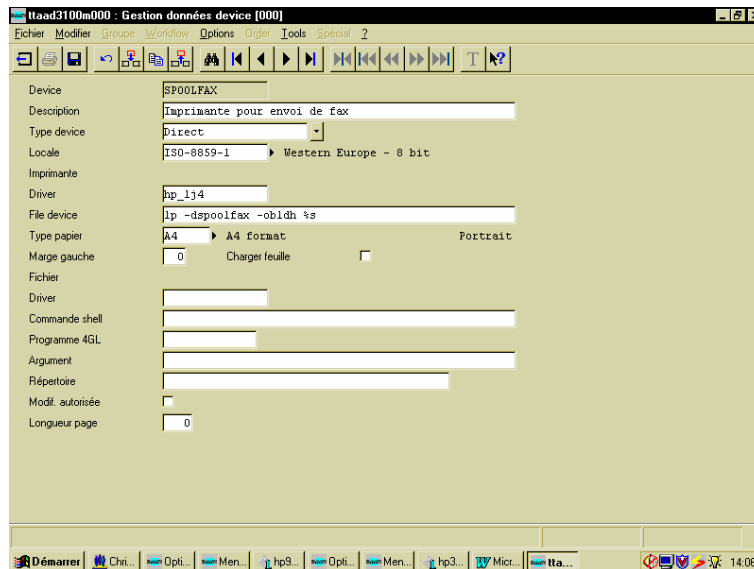 ttaad3100m000 : Gestion données device [000]
Fichier Modifier Groupe Workflow Options Order Tools Spécial ?
Device SPOOLFAX
Description Imprimante pour envoi de fax
Type device Direct
Locale ISO-8859-1 Western Europe - 8 bit
Imprimante
Driver hp_lj4
File device lp -dspoolfax -obldh %s
Type papier A4 A4 format Portrait
Marge gauche 0 Charger feuille
Fichier
Driver
Commande shell
Programme 4GL
Argument
Répertoire
Modif. autorisée
Longueur page 0
Démarrer Chri... Opti... Men... hp9... Opti... Men... hp3... Micr... tta...